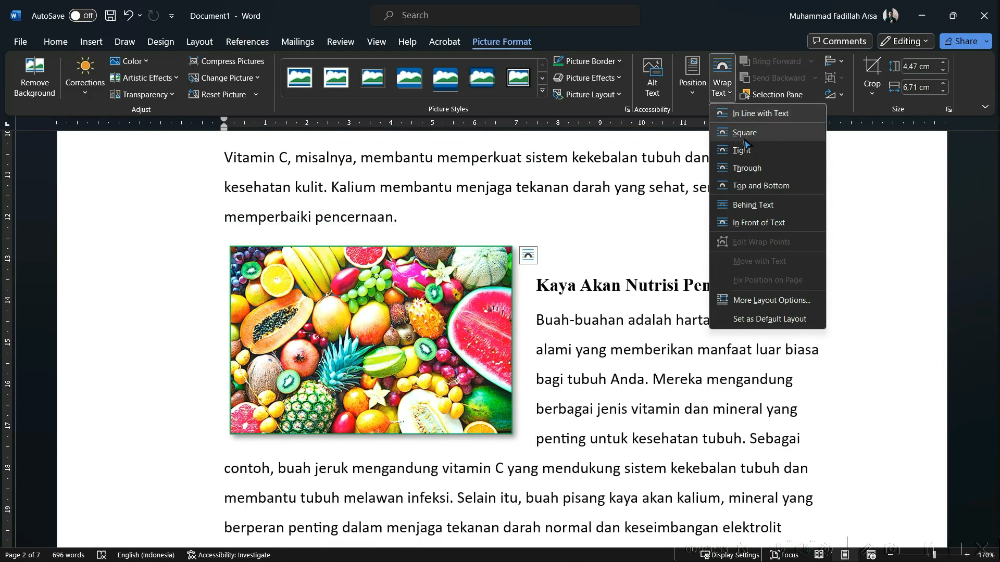 AutoSave Off Document1 - Word Search Muhammad Fadillah Arsa
File Home Insert Draw Design Layout References Mailings Review View Help Acrobat Picture Format Comments Editing Share
Remove Background
Corrections
Color
Artistic Effects
Transparency
Compress Pictures
Change Picture
Reset Picture
Adjust
Picture Styles
Picture Border
Picture Effects
Picture Layout
Alt Text
Accessibility
Position
Wrap Text
Bring Forward
Send Backward
Selection Pane
Crop
4,47 cm
6,71 cm
Size
In Line with Text
Square
Tight
Through
Top and Bottom
Behind Text
In Front of Text
Edit Wrap Points
Move with Text
Fix Position on Page
More Layout Options...
Set as Default Layout
1 2 3 4 5 6 7 8 9 10 11
10
11
12
13
14
15
16
17
18
19
Vitamin C, misalnya, membantu memperkuat sistem kekebalan tubuh dan
kesehatan kulit. Kalium membantu menjaga tekanan darah yang sehat,
memperbaiki pencernaan.
Kaya Akan Nutrisi
Buah-buahan adalah harta
alami yang memberikan manfaat luar biasa
bagi tubuh Anda. Mereka mengandung
berbagai jenis vitamin dan mineral yang
penting untuk kesehatan tubuh. Sebagai
contoh, buah jeruk mengandung vitamin C yang mendukung sistem kekebalan tubuh dan
membantu tubuh melawan infeksi. Selain itu, buah pisang kaya akan kalium, mineral yang
berperan penting dalam menjaga tekanan darah normal dan keseimbangan elektrolit
Page 2 of 7 696 words English (Indonesia) Accessibility: Investigate Display Settings Focus 170%